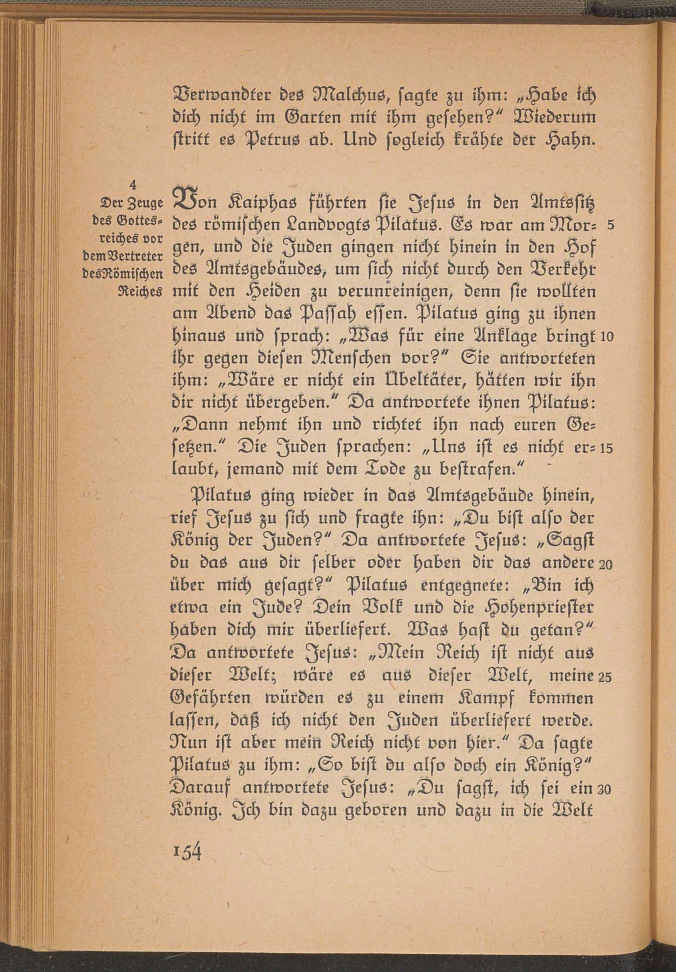 Verwandter des Malchus, sagte zu ihm: „Habe ich
dich nicht im Garten mit ihm gesehen?“ Wiederum
stritt es Petrus ab. Und sogleich krähte der Hahn.
4
Der Zeuge
des Gottes-
reiches vor
dem Vertreter
des Römischen
Reiches
Von Kaiphas führten sie Jesus in den Amtssitz
des römischen Landvogts Pilatus. Es war am Mor- 5
gen, und die Juden gingen nicht hinein in den Hof
des Amtsgebäudes, um sich nicht durch den Verkehr
mit den Heiden zu verunreinigen, denn sie wollten
am Abend das Passah essen. Pilatus ging zu ihnen
hinaus und sprach: „Was für eine Anklage bringt 10
ihr gegen diesen Menschen vor?“ Sie antworteten
ihm: „Wäre er nicht ein Übeltäter, hätten wir ihn
dir nicht übergeben.“ Da antwortete ihnen Pilatus:
„Dann nehmt ihn und richtet ihn nach euren Ge-
setzen.“ Die Juden sprachen: „Uns ist es nicht er- 15
laubt, jemand mit dem Tode zu bestrafen.“
Pilatus ging wieder in das Amtsgebäude hinein,
rief Jesus zu sich und fragte ihn: „Du bist also der
König der Juden?“ Da antwortete Jesus: „Sagst
du das aus dir selber oder haben dir das andere 20
über mich gesagt?“ Pilatus entgegnete: „Bin ich
etwa ein Jude? Dein Volk und die Hohenpriester
haben dich mir überliefert. Was hast du getan?“
Da antwortete Jesus: „Mein Reich ist nicht aus
dieser Welt; wäre es aus dieser Welt, meine 25
Gefährten würden es zu einem Kampf kommen
lassen, daß ich nicht den Juden überliefert werde.
Nun ist aber mein Reich nicht von hier.“ Da sagte
Pilatus zu ihm: „So bist du also doch ein König?“
Darauf antwortete Jesus: „Du sagst, ich sei ein 30
König. Ich bin dazu geboren und dazu in die Welt
154